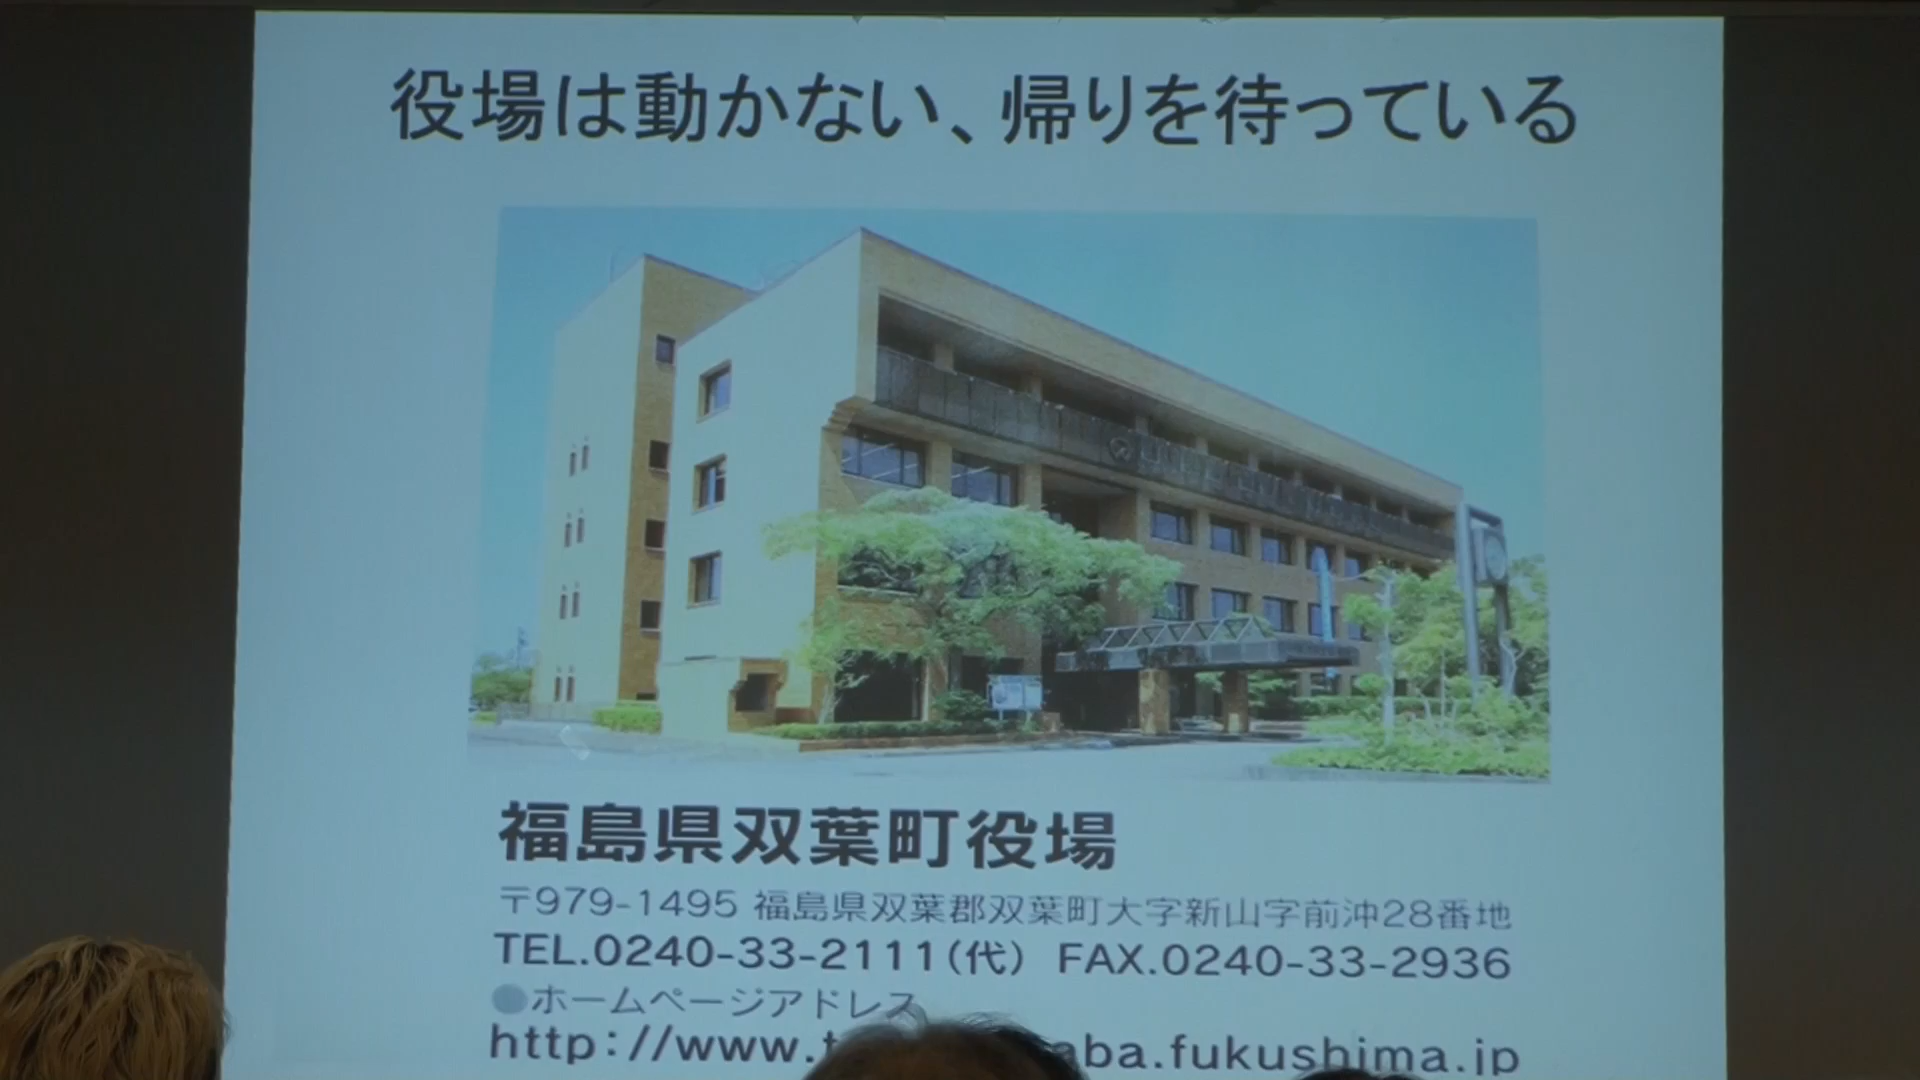 役場は動かない、帰りを待っている
福島県双葉町役場
〒979-1495 福島県双葉郡双葉町大字新山字前沖28番地
TEL.0240-33-2111(代) FAX.0240-33-2936
●ホームページアドレス
http://www.t aba.fukushima.jp